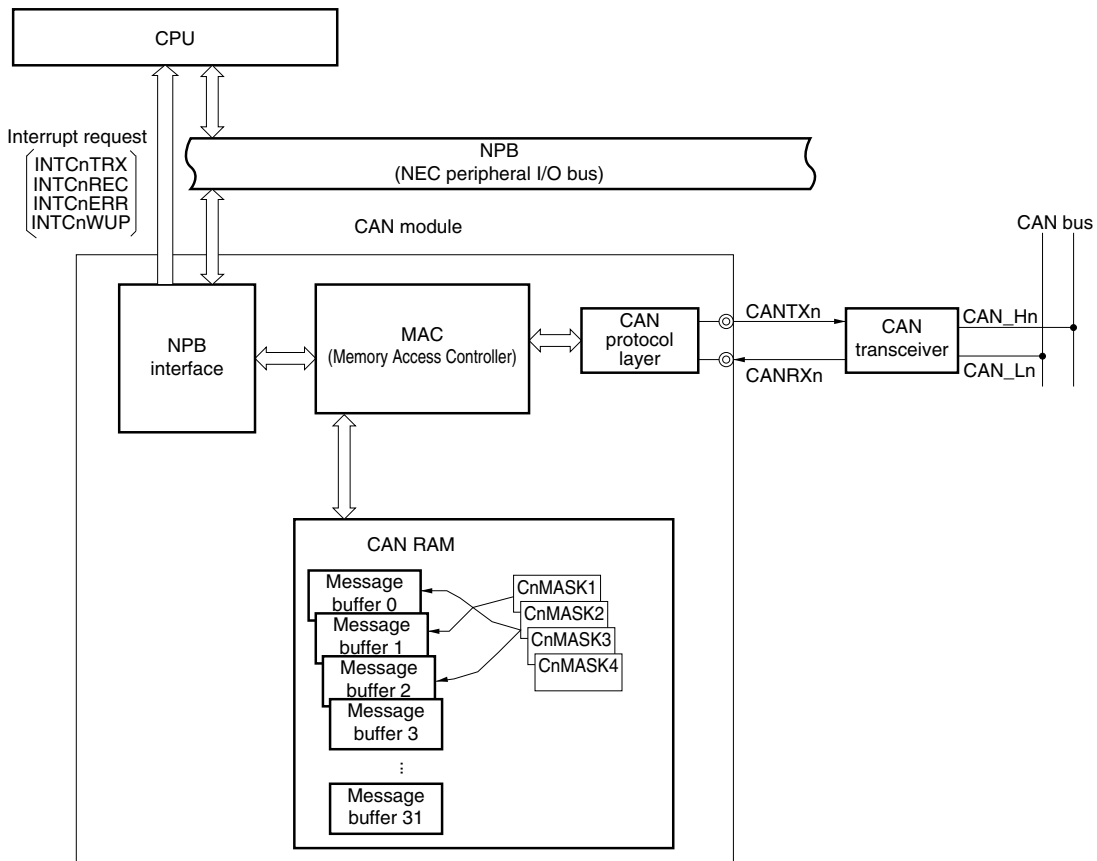 CPU
Interrupt request
INTCnTRX
INTCnREC
INTCnERR
INTCnWUP
NPB
(NEC peripheral I/O bus)
CAN module
CAN bus
NPB
interface
MAC
(Memory Access Controller)
CAN
protocol
layer
CANTXn
CANRXn
CAN
transceiver
CAN_Hn
CAN_Ln
CAN RAM
Message
buffer 0
Message
buffer 1
Message
buffer 2
Message
buffer 3
...
Message
buffer 31
CnMASK1
CnMASK2
CnMASK3
CnMASK4